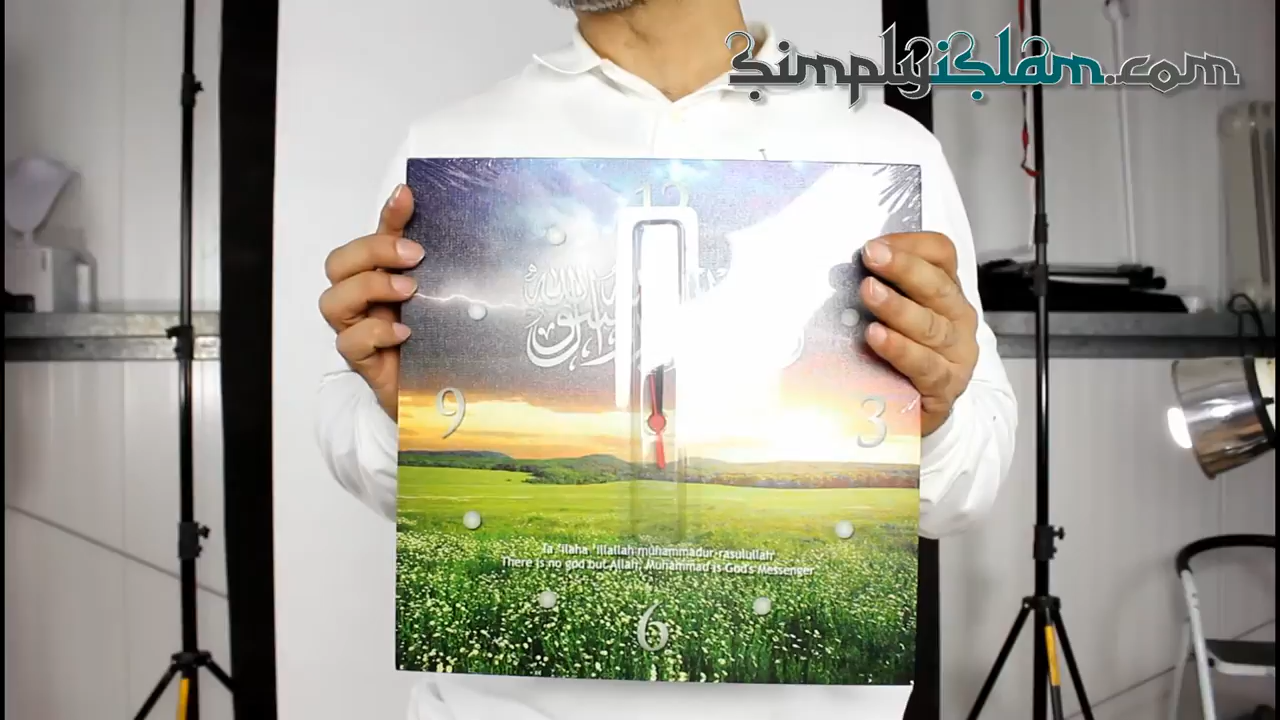 simplyislam.com
12
9
3
la 'ilaha 'illallah muhammadur-rasulullah
There is no god but Allah, Muhammad is God's Messenger
6